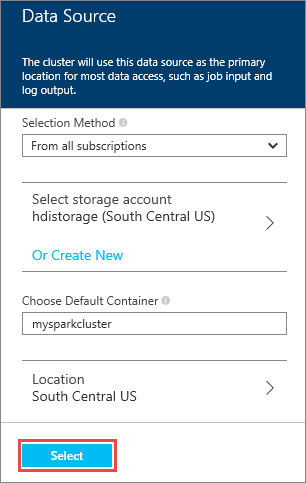 Data Source
The cluster will use this data source as the primary
location for most data access, such as job input and
log output.
Selection Method
From all subscriptions
Select storage account
hdistorage (South Central US)
Or Create New
Choose Default Container
mysparkcluster
Location
South Central US
Select